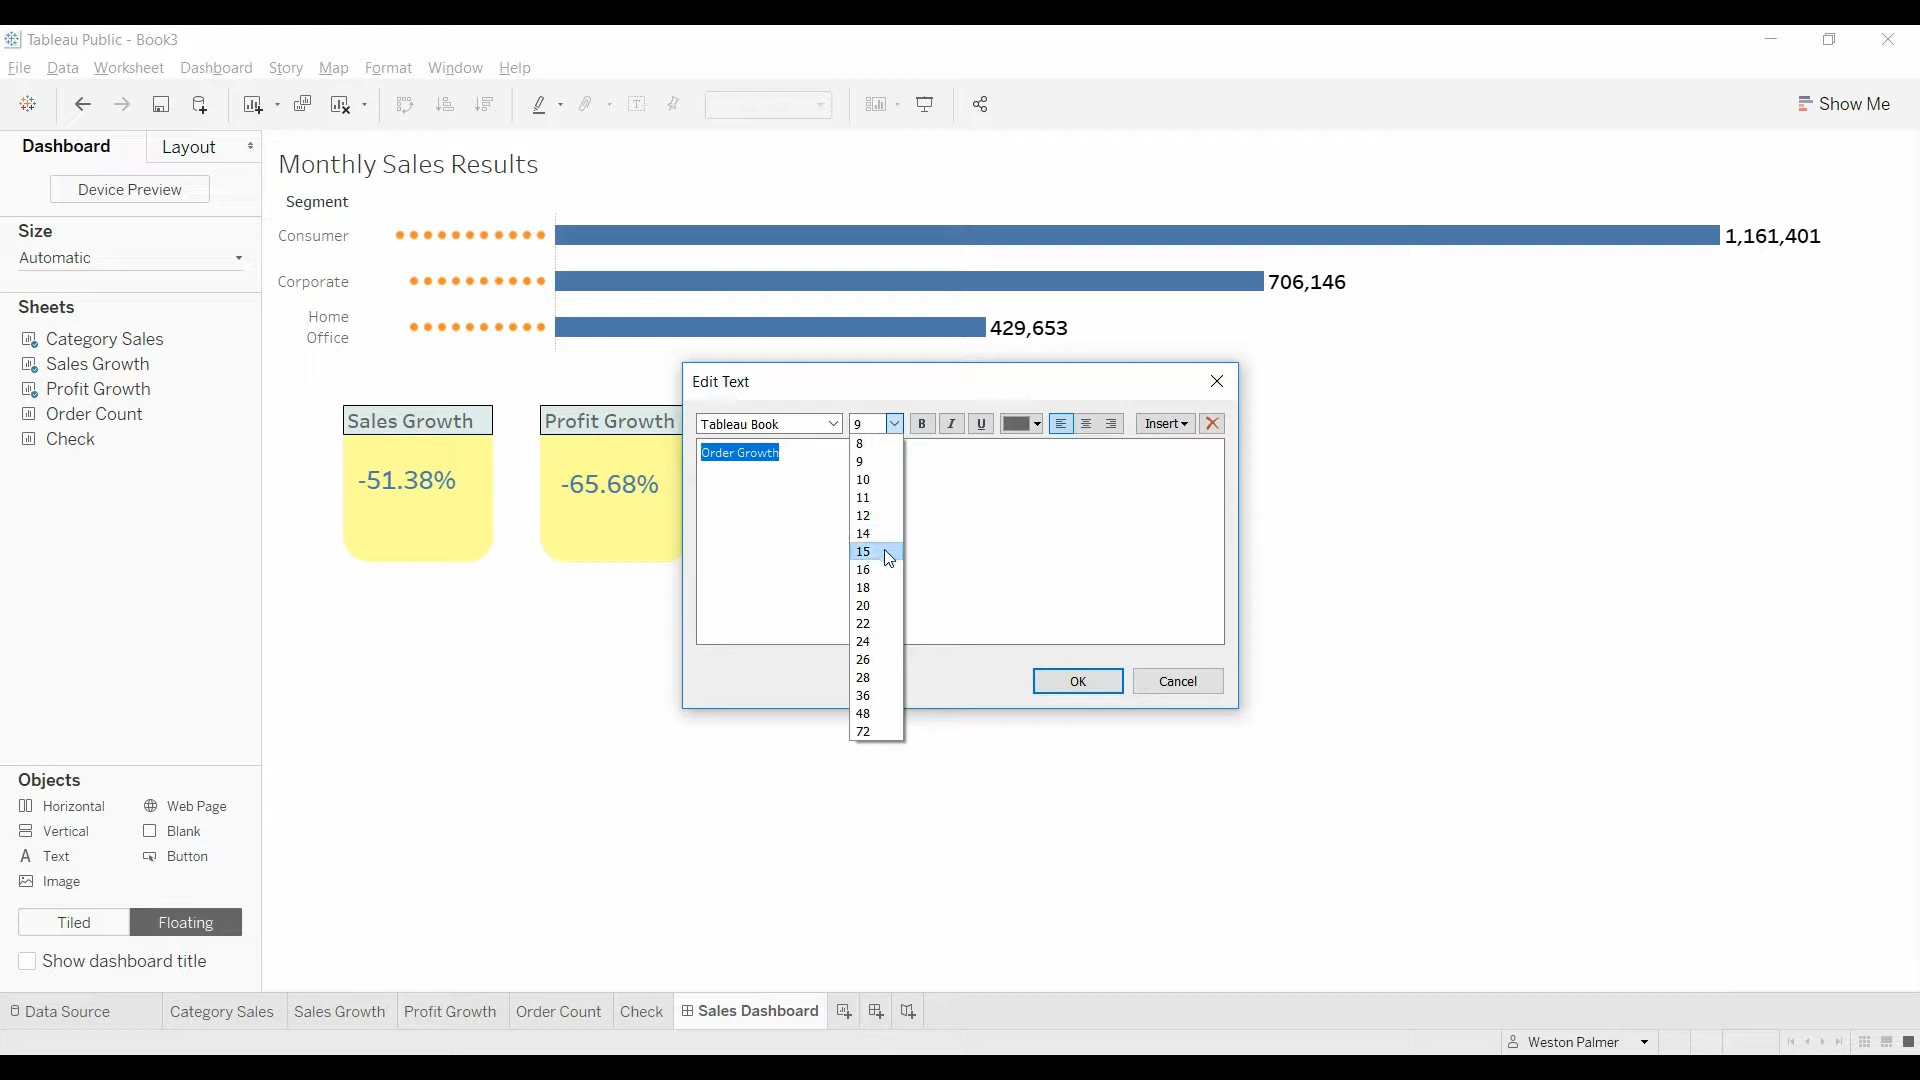 Tableau Public - Book3
File Data Worksheet Dashboard Story Map Format Window Help
Show Me
Dashboard Layout
Device Preview
Size
Automatic
Sheets
Category Sales
Sales Growth
Profit Growth
Order Count
Check
Monthly Sales Results
Segment
Consumer 1,161,401
Corporate 706,146
Home
Office
429,653
Sales Growth
-51.38%
Profit Growth
-65.68%
Edit Text
Tableau Book 9 B I U Insert
Order Growth
8
9
10
11
12
14
15
16
18
20
22
24
26
28
36
48
72
OK Cancel
Objects
Horizontal Web Page
Vertical Blank
A Text Button
Image
Tiled Floating
Show dashboard title
Data Source Category Sales Sales Growth Profit Growth Order Count Check Sales Dashboard
Weston Palmer